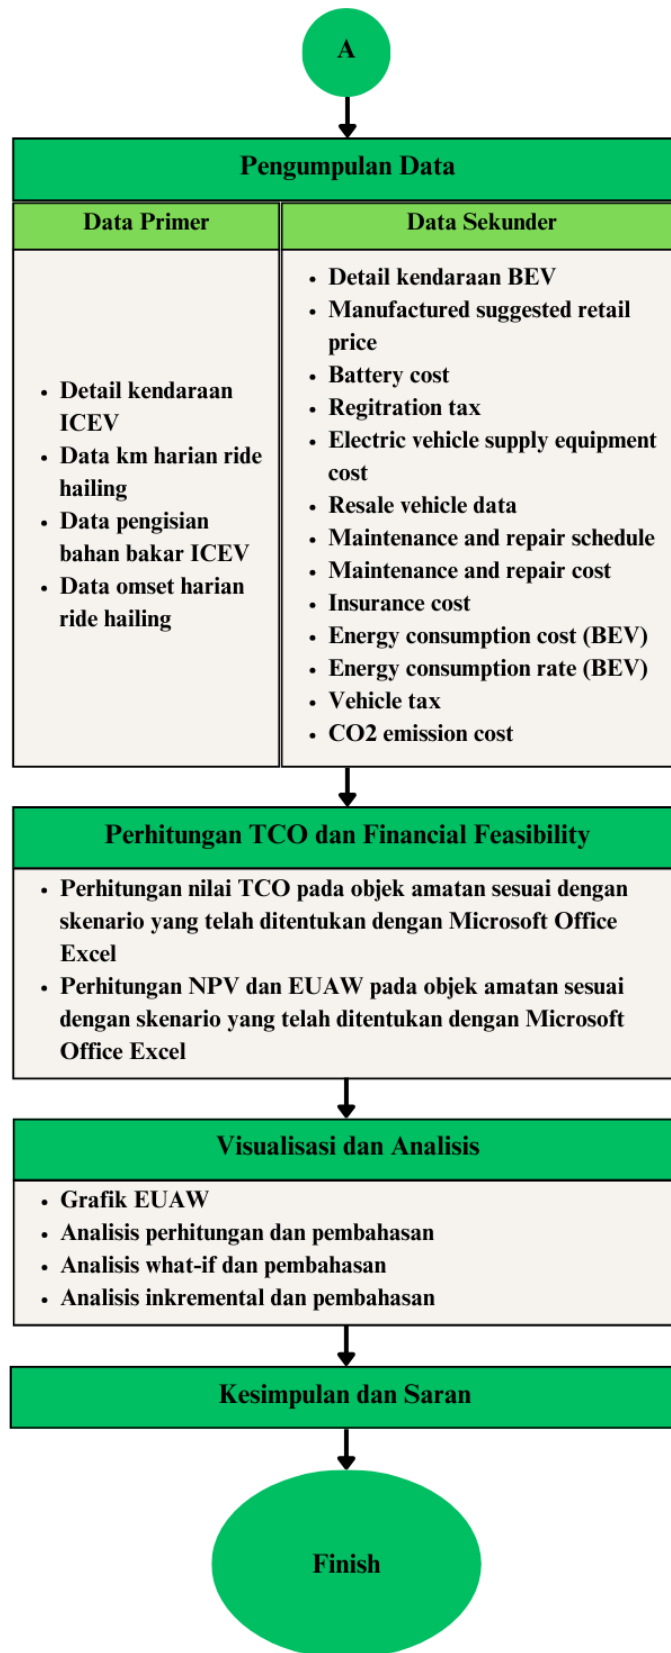 A
Pengumpulan Data
Data Primer
Detail kendaraan
ICEV
Data km harian ride
hailing
Data pengisian
bahan bakar ICEV
Data omset harian
ride hailing
Data Sekunder
Detail kendaraan BEV
Manufactured suggested retail
price
Battery cost
Regitration tax
Electric vehicle supply equipment
cost
Resale vehicle data
Maintenance and repair schedule
Maintenance and repair cost
Insurance cost
Energy consumption cost (BEV)
Energy consumption rate (BEV)
Vehicle tax
CO2 emission cost
Perhitungan TCO dan Financial Feasibility
Perhitungan nilai TCO pada objek amatan sesuai dengan
skenario yang telah ditentukan dengan Microsoft Office
Excel
Perhitungan NPV dan EUAW pada objek amatan sesuai
dengan skenario yang telah ditentukan dengan Microsoft
Office Excel
Visualisasi dan Analisis
Grafik EUAW
Analisis perhitungan dan pembahasan
Analisis what-if dan pembahasan
Analisis inkremental dan pembahasan
Kesimpulan dan Saran
Finish